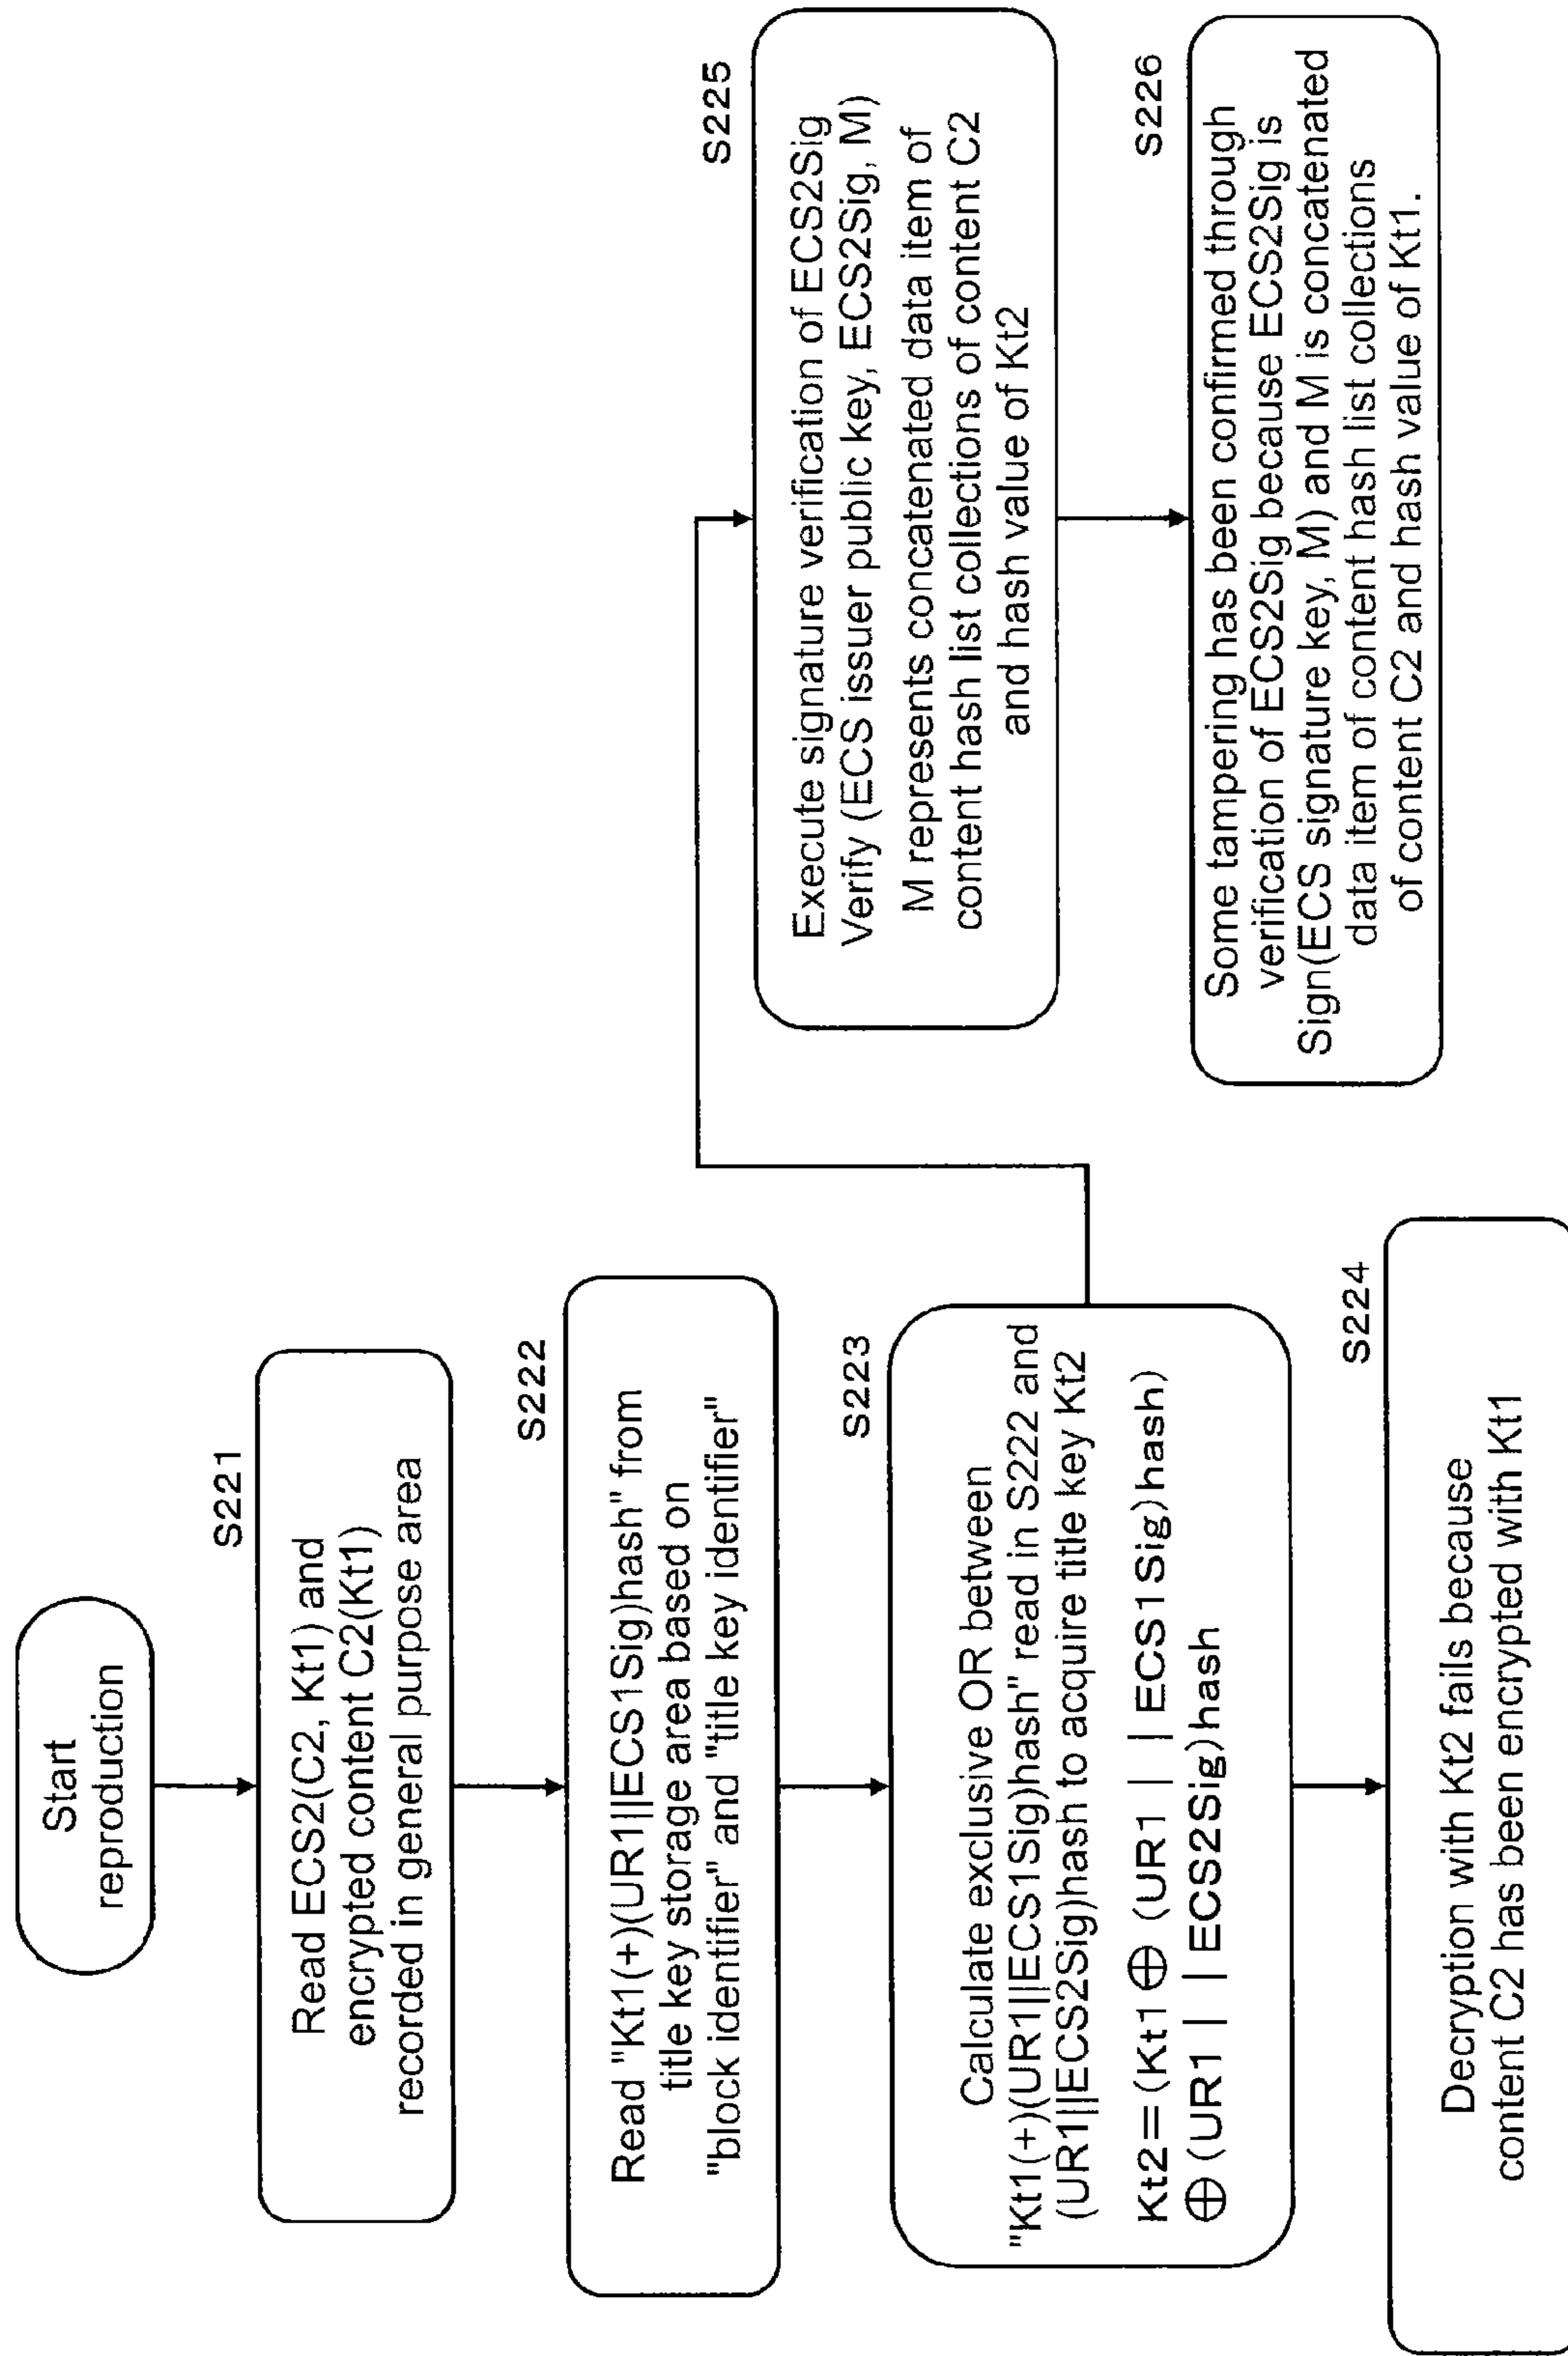 Start
reproduction
S221
Read ECS2(C2, Kt1) and
encrypted content C2(Kt1)
recorded in general purpose area
S222
Read "Kt1(+)(UR1||ECS1Sig)hash" from
title key storage area based on
"block identifier" and "title key identifier"
S223
Calculate exclusive OR between
"Kt1(+)(UR1||ECS1Sig)hash" read in S222 and
(UR1||ECS2Sig)hash to acquire title key Kt2
Kt2=(Kt1⊕(UR1||ECS1Sig)hash)
⊕(UR1||ECS2Sig)hash
S224
Decryption with Kt2 fails because
content C2 has been encrypted with Kt1
S225
Execute signature verification of ECS2Sig
Verify (ECS issuer public key, ECS2Sig, M)
M represents concatenated data item of
content hash list collections of content C2
and hash value of Kt2
S226
Some tampering has been confirmed through
verification of ECS2Sig because ECS2Sig is
Sign(ECS signature key, M) and M is concatenated
data item of content hash list collections
of content C2 and hash value of Kt1.